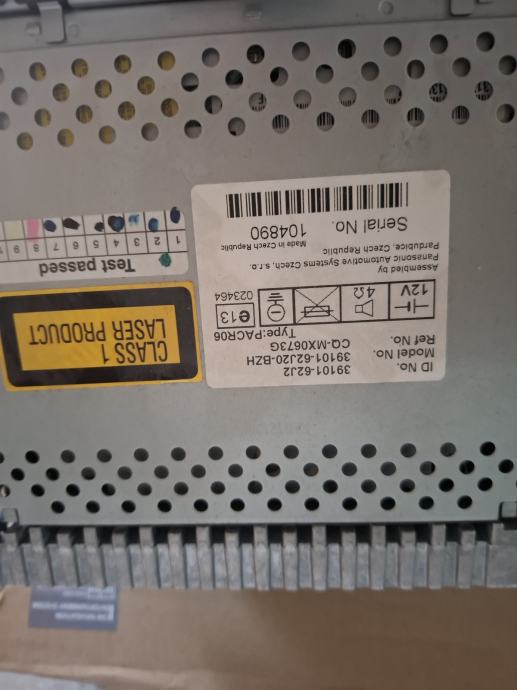 ID No. 39101-62J2
Model No. 39101-62J20-BZH
Ref No. CQ-MX0673G
Type:PACR06
12V
4Ω
e13
023464
Assembled by
Panasonic Automotive Systems Czech, s.r.o.
Pardubice, Czech Republic
Made in Czech Republic
Serial No. 104890
CLASS 1
LASER PRODUCT
Test passed
1 2 3 4 5 6 7 8 9